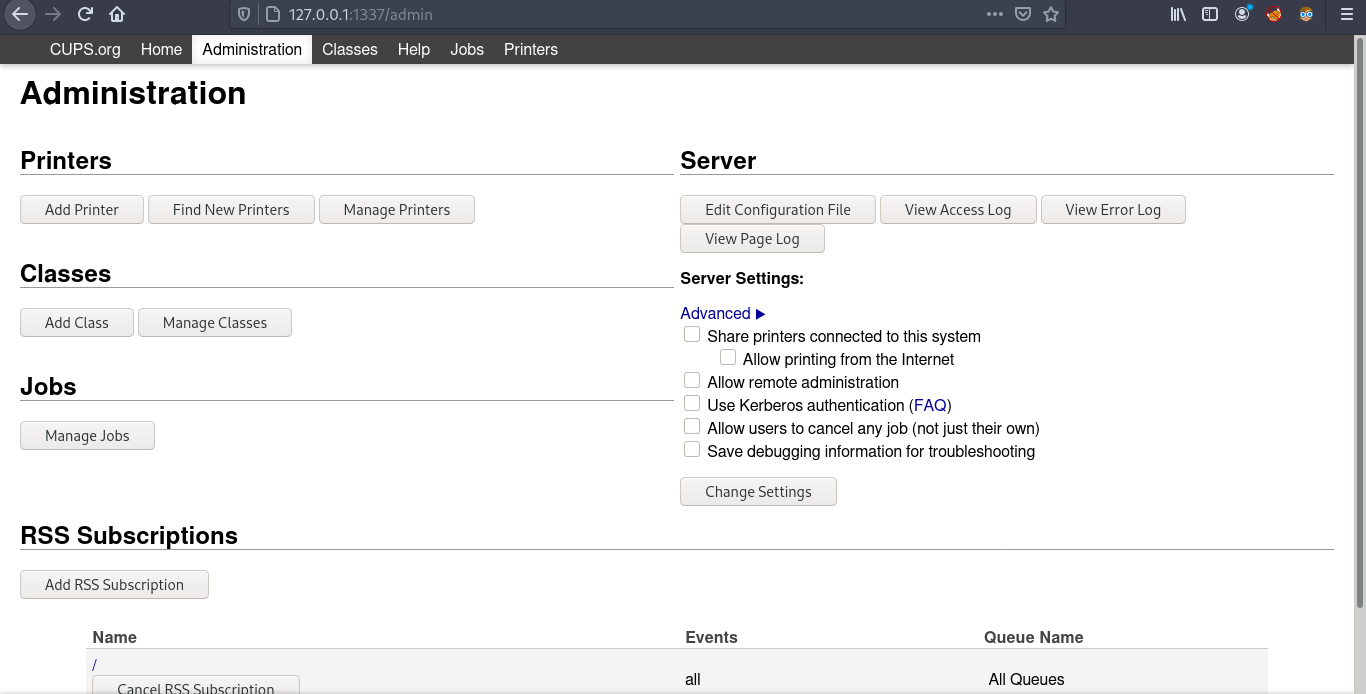 127.0.0.1:1337/admin
CUPS.org Home Administration Classes Help Jobs Printers
Administration
Printers
Add Printer Find New Printers Manage Printers
Classes
Add Class Manage Classes
Jobs
Manage Jobs
Server
Edit Configuration File View Access Log View Error Log
View Page Log
Server Settings:
Advanced ▶
Share printers connected to this system
Allow printing from the Internet
Allow remote administration
Use Kerberos authentication (FAQ)
Allow users to cancel any job (not just their own)
Save debugging information for troubleshooting
Change Settings
RSS Subscriptions
Add RSS Subscription
Name Events Queue Name
/
Cancel RSS Subscription all All Queues